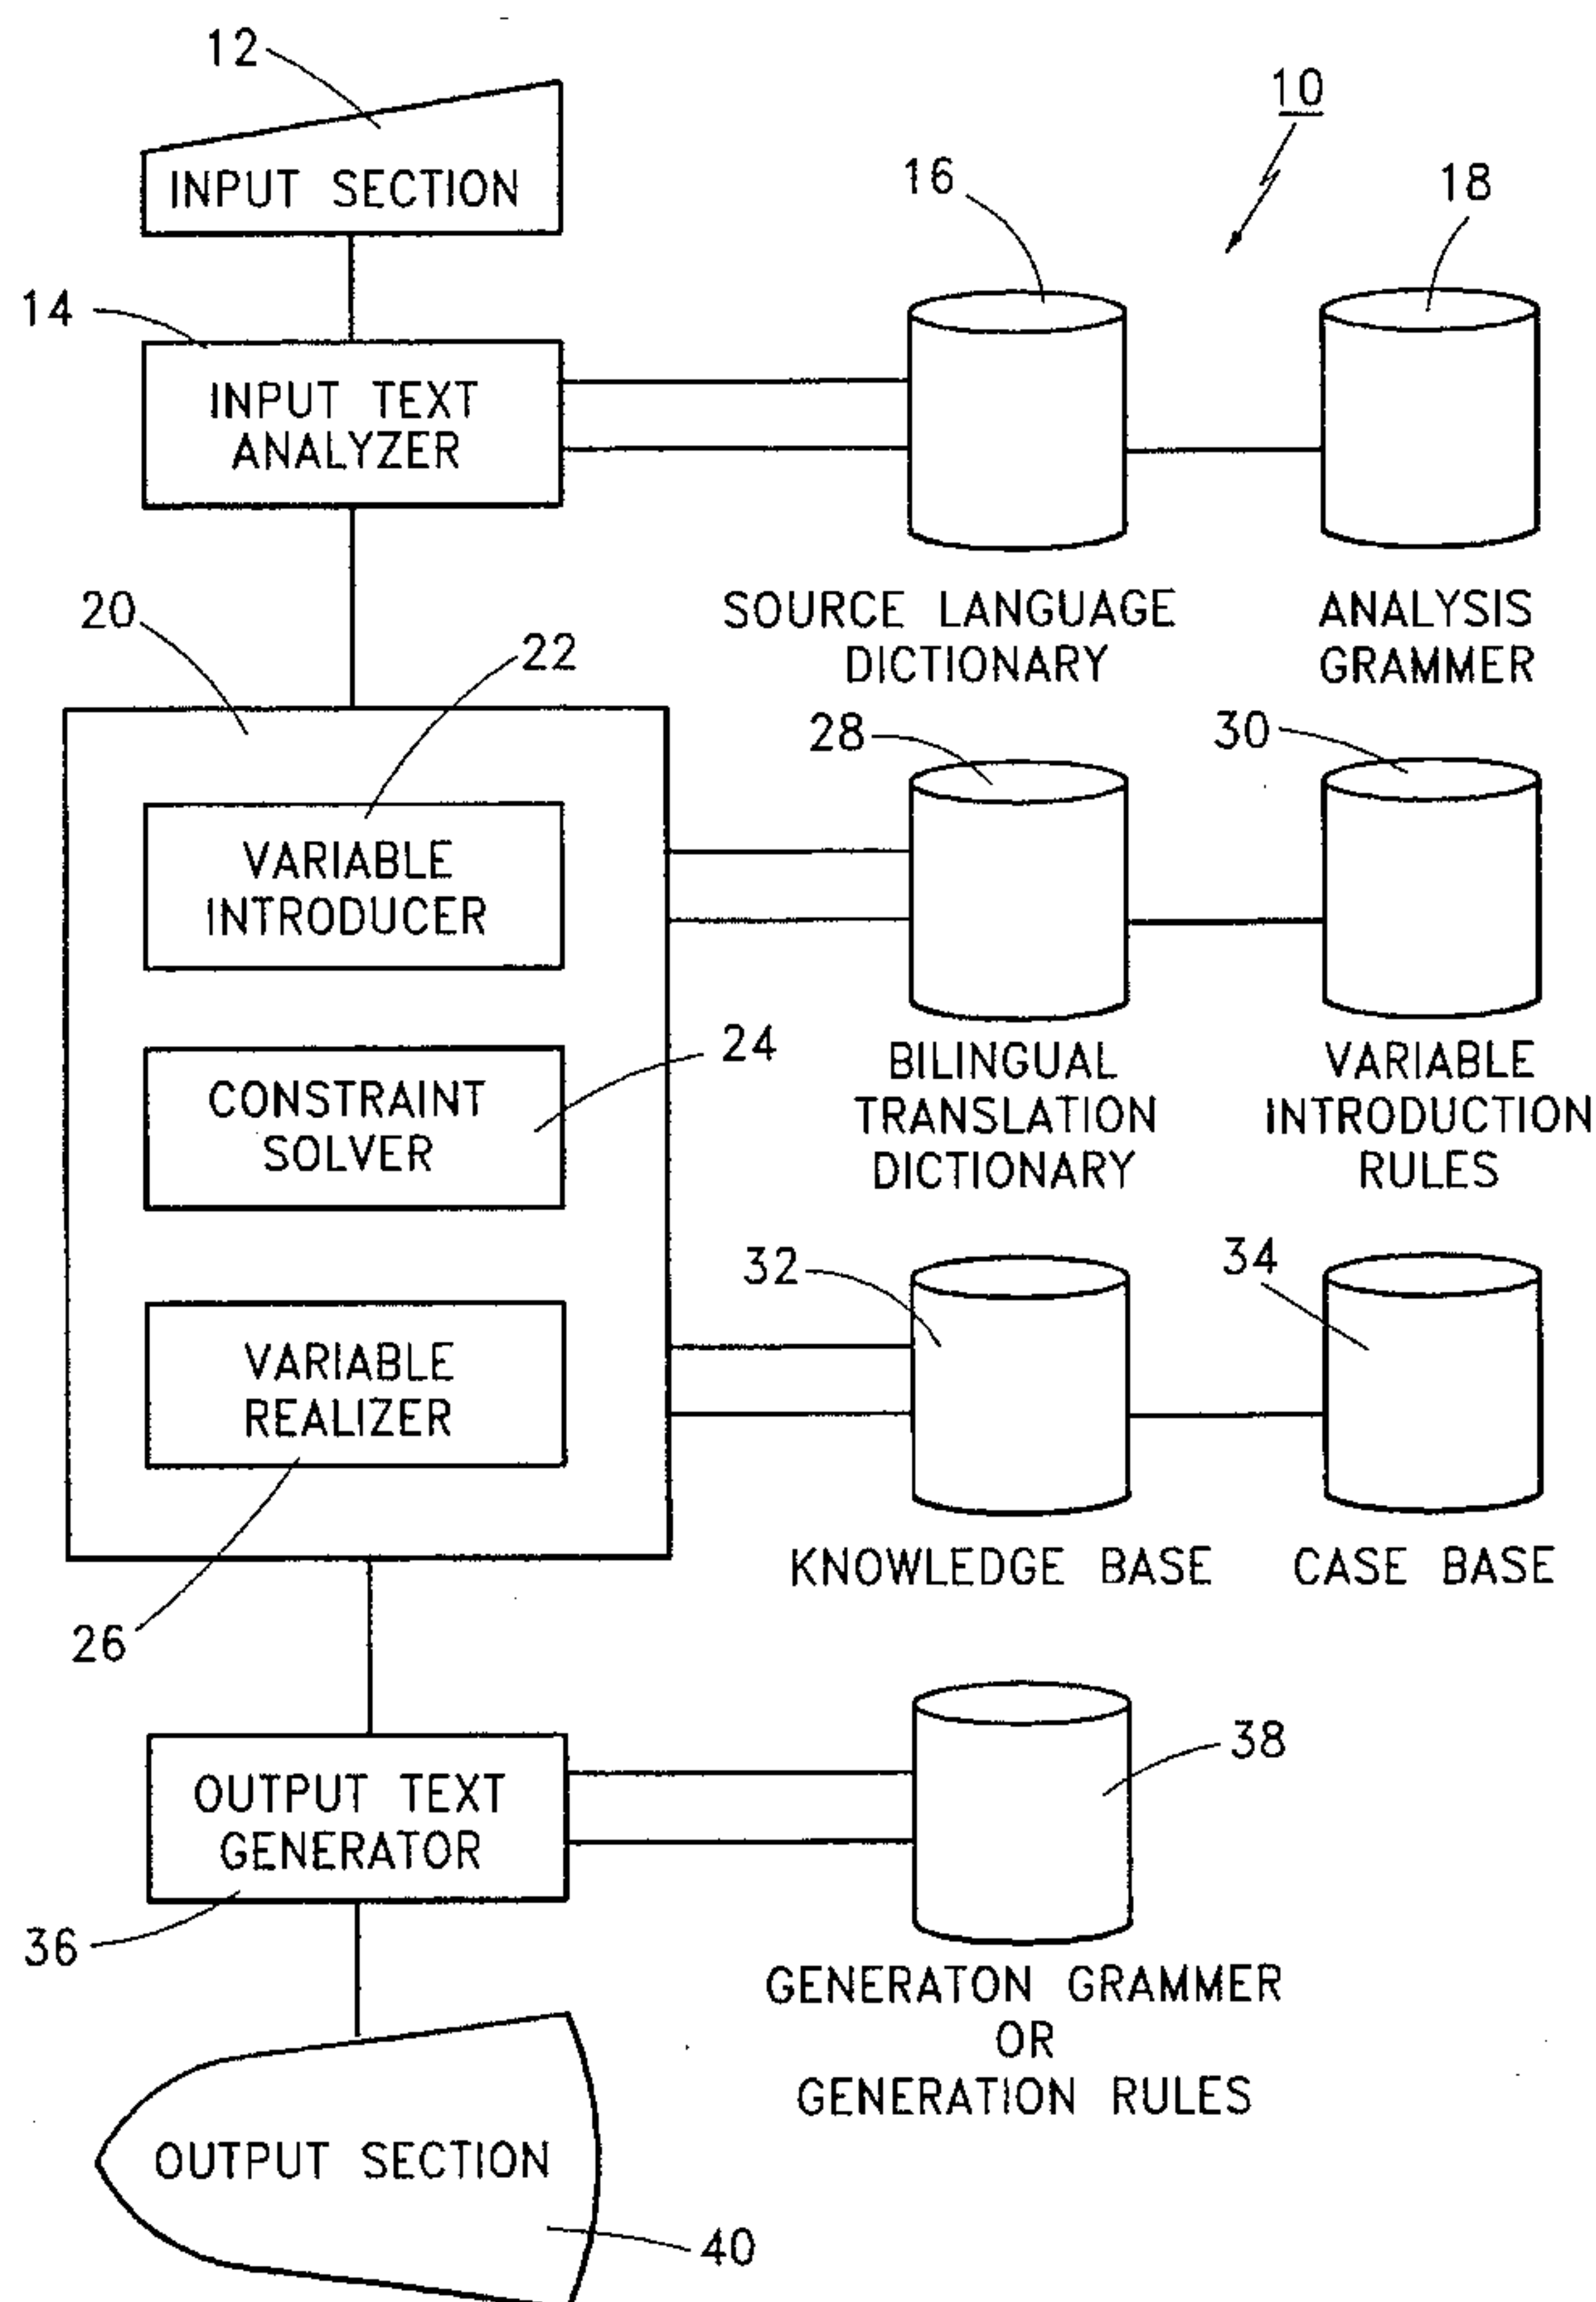 12
INPUT SECTION
10
16
18
14
INPUT TEXT
ANALYZER
SOURCE LANGUAGE
DICTIONARY
ANALYSIS
GRAMMER
20
22
28
30
VARIABLE
INTRODUCER
24
CONSTRAINT
SOLVER
BILINGUAL
TRANSLATION
DICTIONARY
VARIABLE
INTRODUCTION
RULES
32
34
VARIABLE
REALIZER
KNOWLEDGE BASE
CASE BASE
26
38
OUTPUT TEXT
GENERATOR
36
GENERATON GRAMMER
OR
GENERATION RULES
OUTPUT SECTION
40